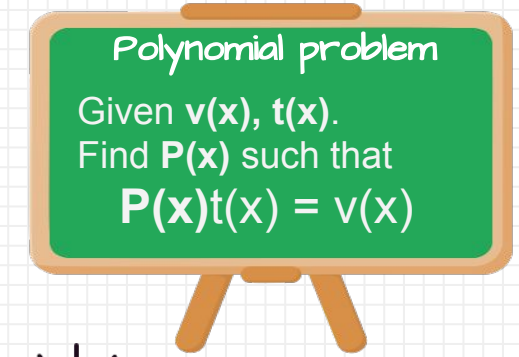 Polynomial problem
Given v(x), t(x).
Find P(x) such that
P(x)t(x) = v(x)